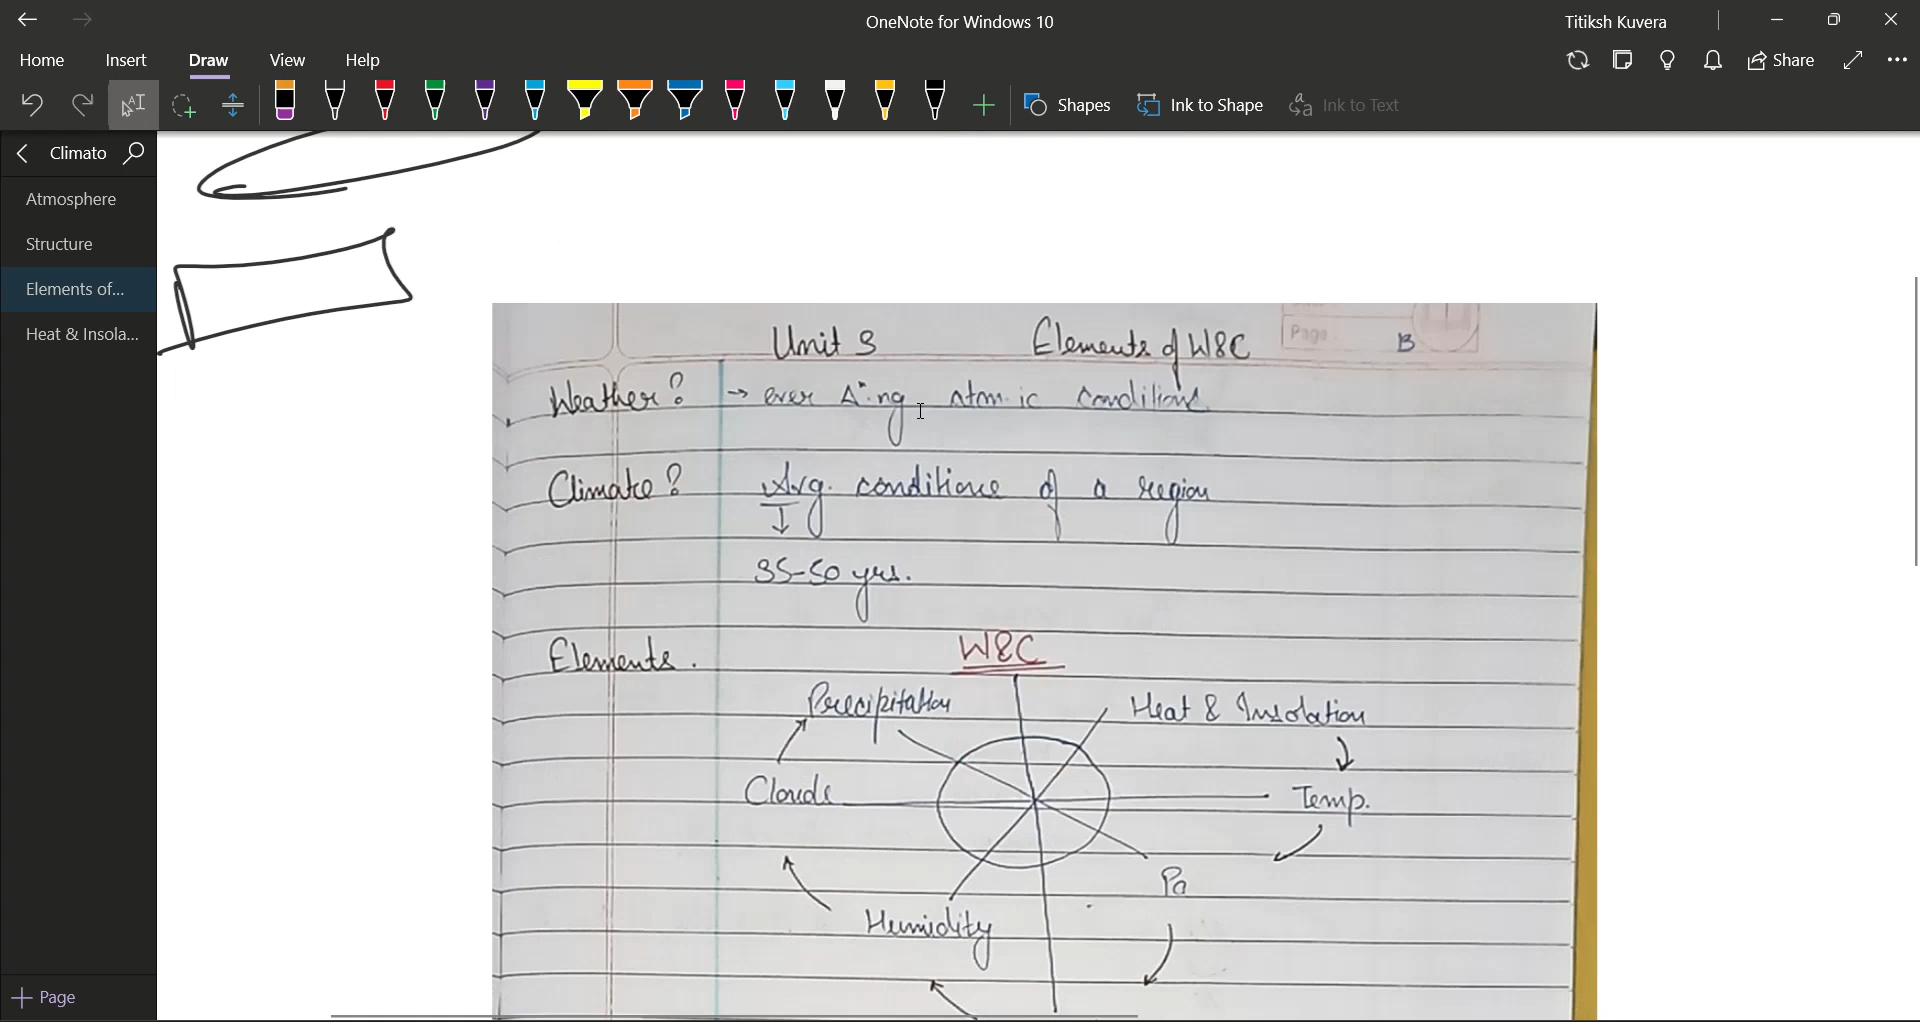 OneNote for Windows 10
Titiksh Kuvera
Home Insert Draw View Help
Share
Shapes Ink to Shape Ink to Text
Climato
Atmosphere
Structure
Elements of...
Heat & Insola...
Page
Unit 3 Elements of W&C
Page 13
Weather? → ever Δ·ng atm·ic conditions
Climate? Avg. conditions of a region
35-50 yrs.
Elements. W&C
Precipitation Heat & Insolation
Clouds Temp.
Pa
Humidity